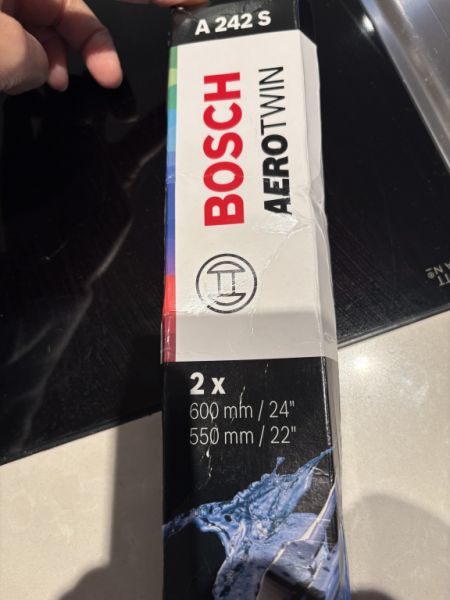 A 242 S
BOSCH
AEROTWIN
2 x
600 mm / 24"
550 mm / 22"